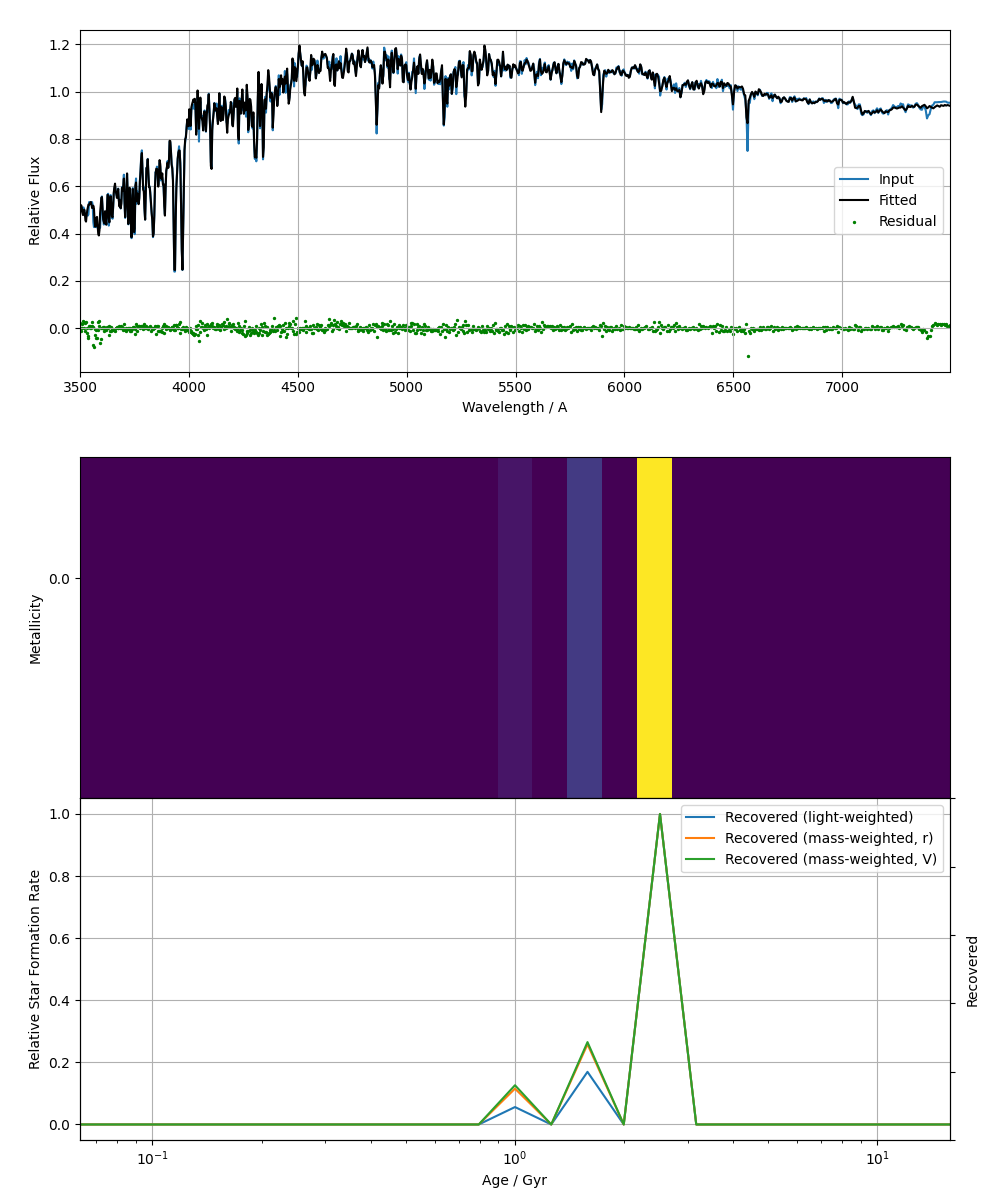 1.2
1.0
0.8
0.6
0.4
0.2
0.0
Relative Flux
Input
Fitted
Residual
3500 4000 4500 5000 5500 6000 6500 7000
Wavelength / A
0.0
Metallicity
Recovered (light-weighted)
Recovered (mass-weighted, r)
Recovered (mass-weighted, V)
1.0
0.8
0.6
0.4
0.2
0.0
Relative Star Formation Rate
Recovered
10⁻¹ 10⁰ 10¹
Age / Gyr